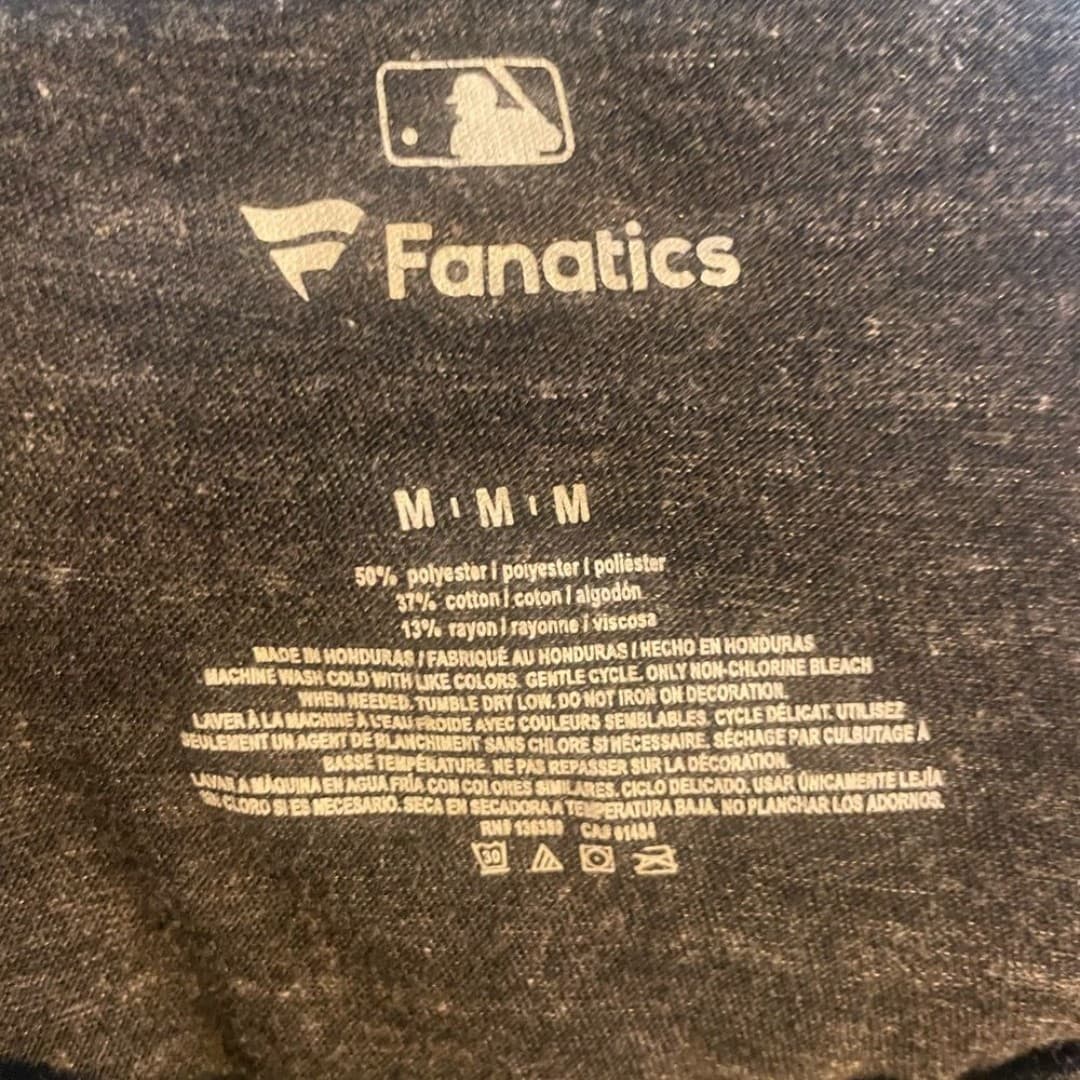 Fanatics
M | M | M
50% polyester / polyester / poliéster
37% cotton / coton / algodón
13% rayon / rayonne / viscosa
MADE IN HONDURAS / FABRIQUÉ AU HONDURAS / HECHO EN HONDURAS
MACHINE WASH COLD WITH LIKE COLORS. GENTLE CYCLE. ONLY NON-CHLORINE BLEACH
WHEN NEEDED. TUMBLE DRY LOW. DO NOT IRON ON DECORATION.
LAVER À LA MACHINE À L'EAU FROIDE AVEC COULEURS SEMBLABLES. CYCLE DÉLICAT. UTILISEZ
SEULEMENT UN AGENT DE BLANCHIMENT SANS CHLORE SI NÉCESSAIRE. SÉCHAGE PAR CULBUTAGE À
BASSE TEMPÉRATURE. NE PAS REPASSER SUR LA DÉCORATION.
LAVAR A MÁQUINA EN AGUA FRÍA CON COLORES SIMILARES. CICLO DELICADO. USAR ÚNICAMENTE LEJÍA
SIN CLORO SI ES NECESARIO. SECA EN SECADORA A TEMPERATURA BAJA. NO PLANCHAR LOS ADORNOS.
RN# CA# 01484
30